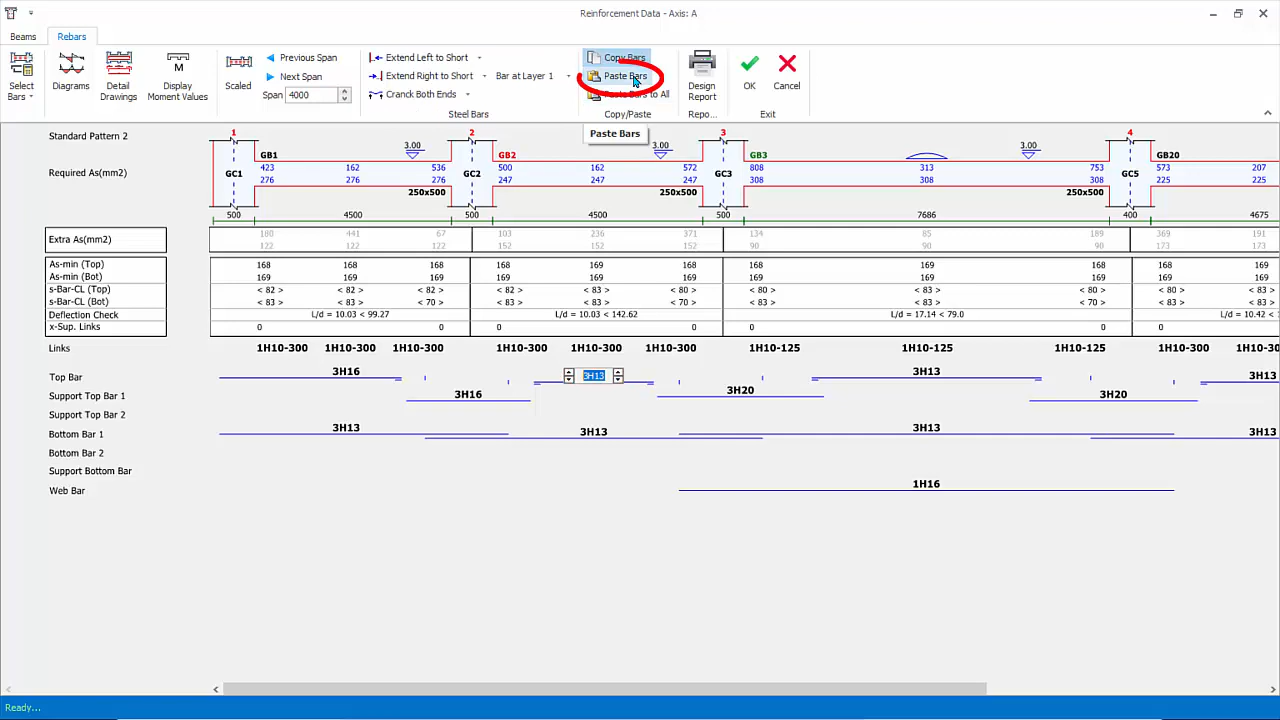 Reinforcement Data - Axis: A
Beams Rebars
Select Bars
Diagrams
Detail Drawings
Display Moment Values
Scaled
Previous Span
Next Span
Span 4000
Extend Left to Short
Extend Right to Short
Cranck Both Ends
Bar at Layer 1
Steel Bars
Copy Bars
Paste Bars
Paste Bars to All
Copy/Paste
Design Report
Repo...
OK
Cancel
Exit
Paste Bars
Standard Pattern 2
1 2 3 4
3.00 3.00 3.00
GB1 GB2 GB3 GB20
Required As(mm2)
423 162 536 500 162 572 808 313 753 573 207
GC1 GC2 GC3 GC5
276 276 276 247 247 247 308 308 308 225 225
250x500 250x500 250x500
500 4500 500 4500 500 7686 400 4675
Extra As(mm2)
180 441 67 103 236 371 134 85 189 369 191
122 122 122 152 152 152 90 90 90 173 173
As-min (Top) 168 169 168 168 169 168 168 169 168 168 169
As-min (Bot) 169 169 169 169 169 169 169 169 169 169 169
s-Bar-CL (Top) < 82 > < 83 > < 82 > < 82 > < 83 > < 80 > < 80 > < 83 > < 80 > < 80 > < 83 >
s-Bar-CL (Bot) < 83 > < 83 > < 70 > < 83 > < 83 > < 70 > < 83 > < 83 > < 70 > < 83 > < 83 >
Deflection Check L/d = 10.03 < 99.27 L/d = 10.03 < 142.62 L/d = 17.14 < 79.0 L/d = 10.42 <
x-Sup. Links 0 0 0 0 0 0 0
Links 1H10-300 1H10-300 1H10-300 1H10-300 1H10-300 1H10-300 1H10-125 1H10-125 1H10-125 1H10-300 1H10-30
Top Bar 3H16 3H13 3H13 3H13
Support Top Bar 1 3H16 3H20 3H20
Support Top Bar 2
Bottom Bar 1 3H13 3H13 3H13 3H13
Bottom Bar 2
Support Bottom Bar
Web Bar 1H16
Ready...